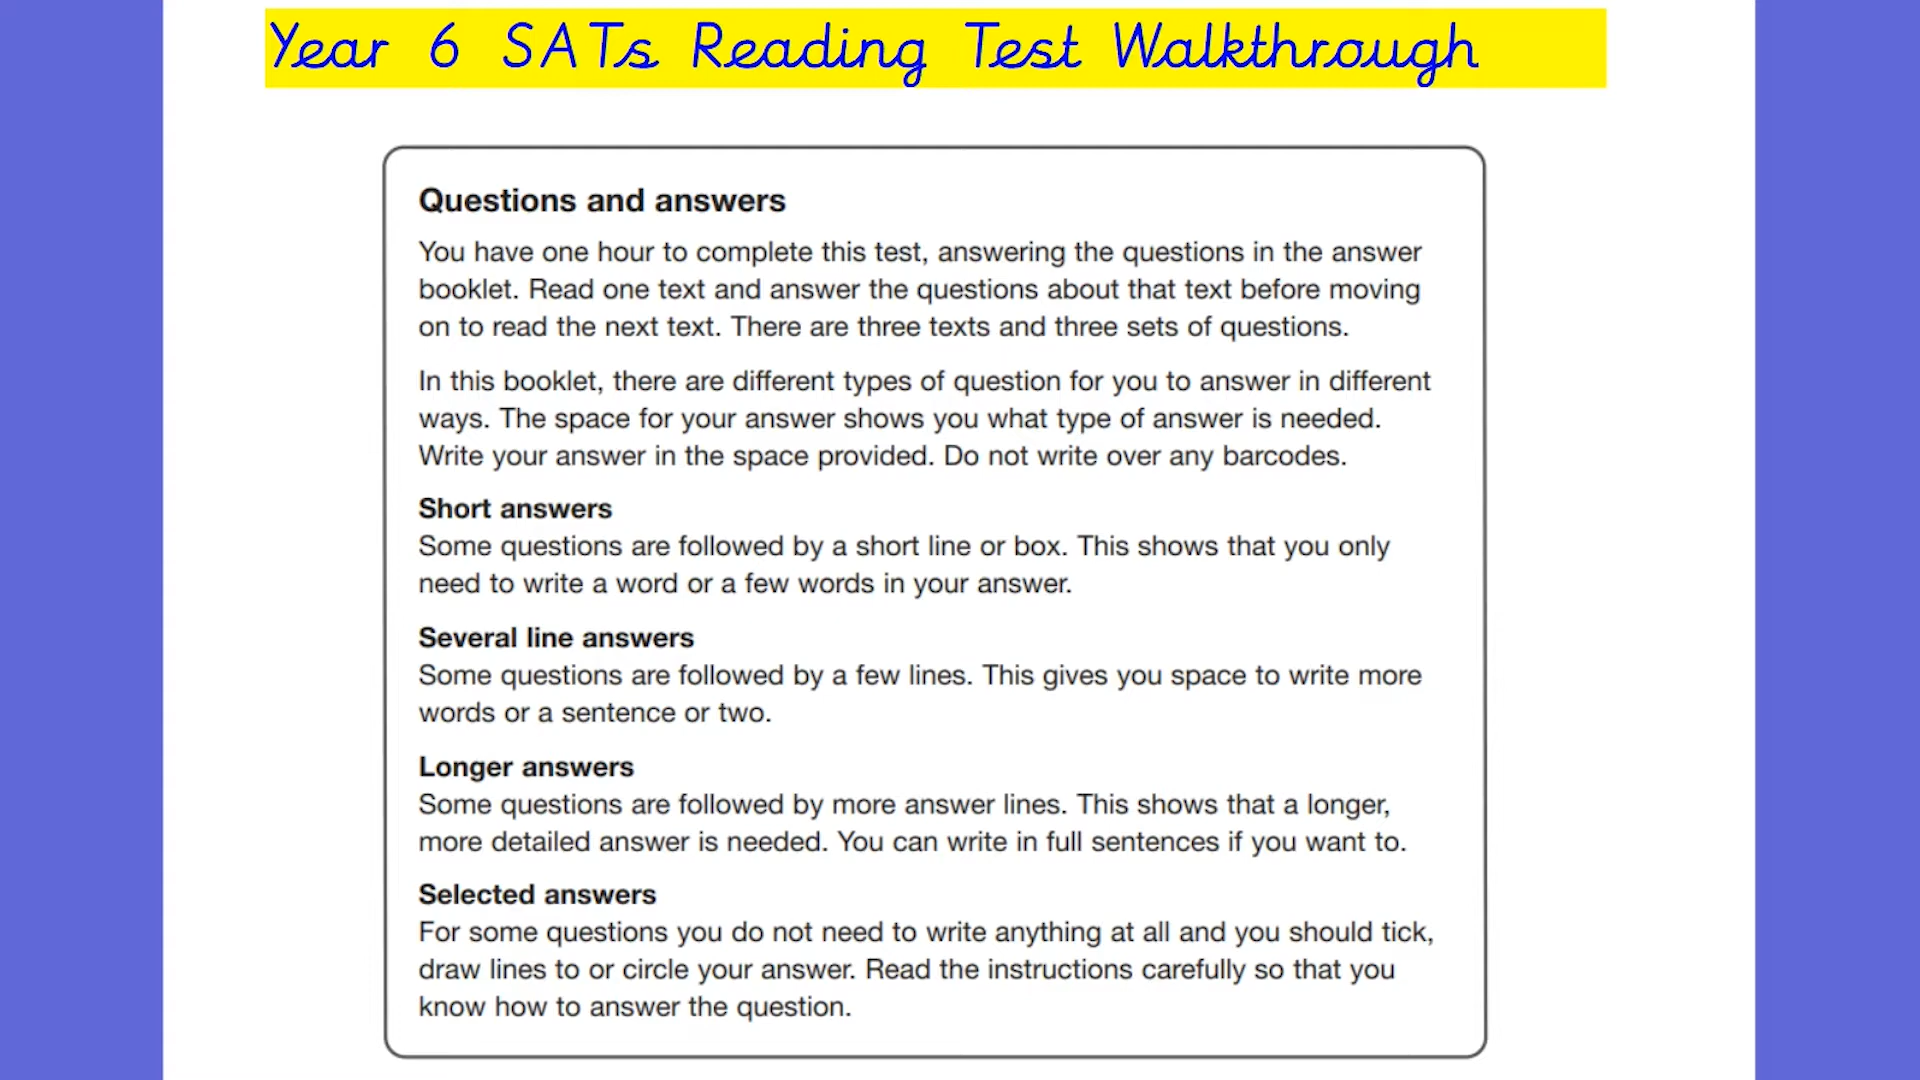 Year 6 SATs Reading Test Walkthrough
Questions and answers
You have one hour to complete this test, answering the questions in the answer
booklet. Read one text and answer the questions about that text before moving
on to read the next text. There are three texts and three sets of questions.
In this booklet, there are different types of question for you to answer in different
ways. The space for your answer shows you what type of answer is needed.
Write your answer in the space provided. Do not write over any barcodes.
Short answers
Some questions are followed by a short line or box. This shows that you only
need to write a word or a few words in your answer.
Several line answers
Some questions are followed by a few lines. This gives you space to write more
words or a sentence or two.
Longer answers
Some questions are followed by more answer lines. This shows that a longer,
more detailed answer is needed. You can write in full sentences if you want to.
Selected answers
For some questions you do not need to write anything at all and you should tick,
draw lines to or circle your answer. Read the instructions carefully so that you
know how to answer the question.